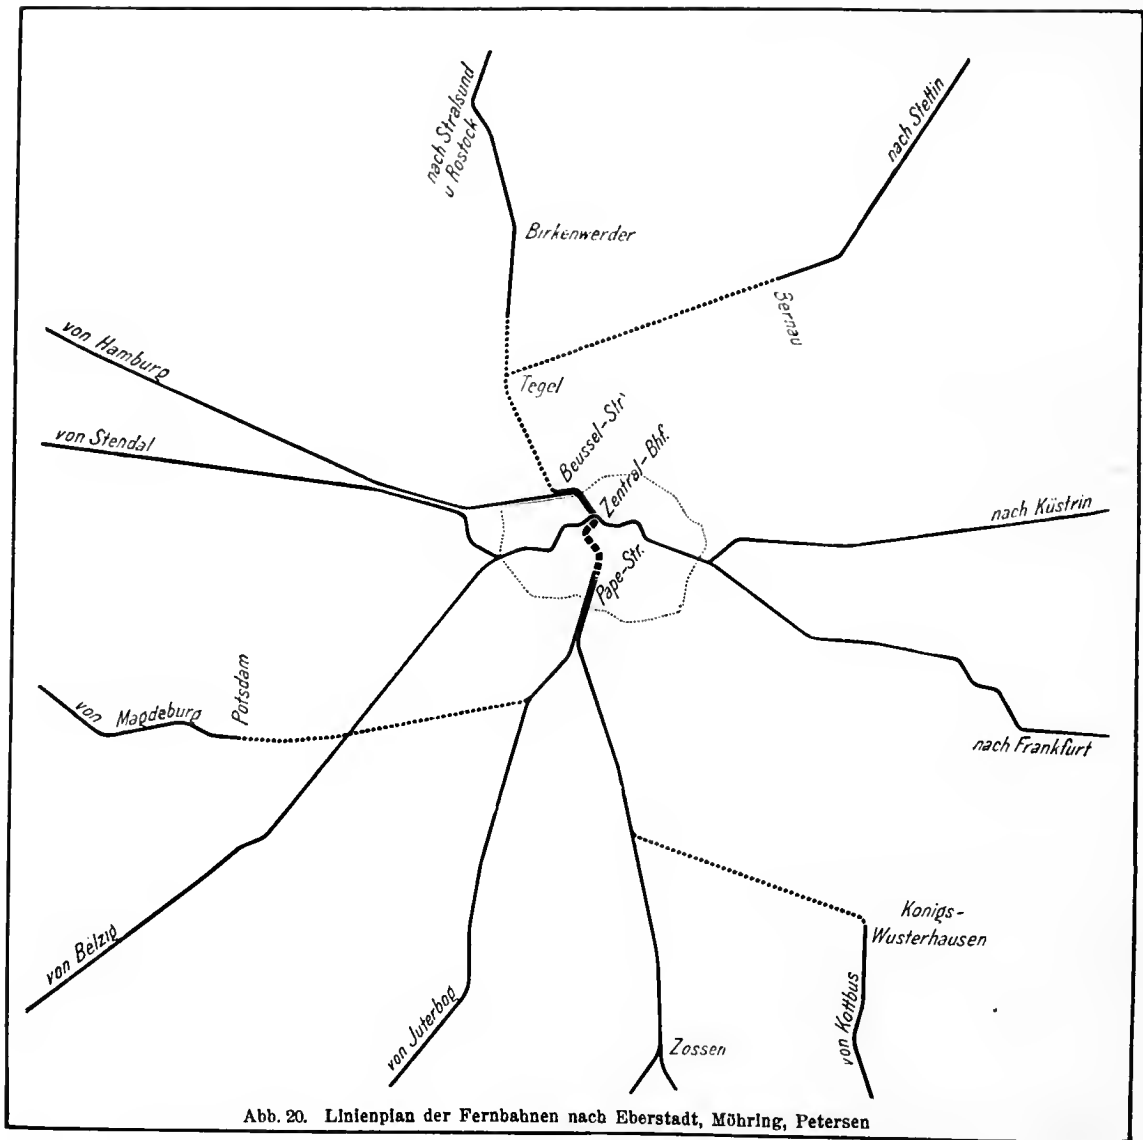 nach Stralsund
u Rostock
nach Stettin
Birkenwerder
Bernau
von Hamburg
Tegel
von Stendal
Beussel-Str.
Zentral-Bhf.
nach Küstrin
Pape-Str.
von Magdeburg
Potsdam
nach Frankfurt
Konigs-
Wusterhausen
von Belzig
von Juterbog
von Kottbus
Zossen
Abb. 20. Linienplan der Fernbahnen nach Eberstadt, Möhring, Petersen